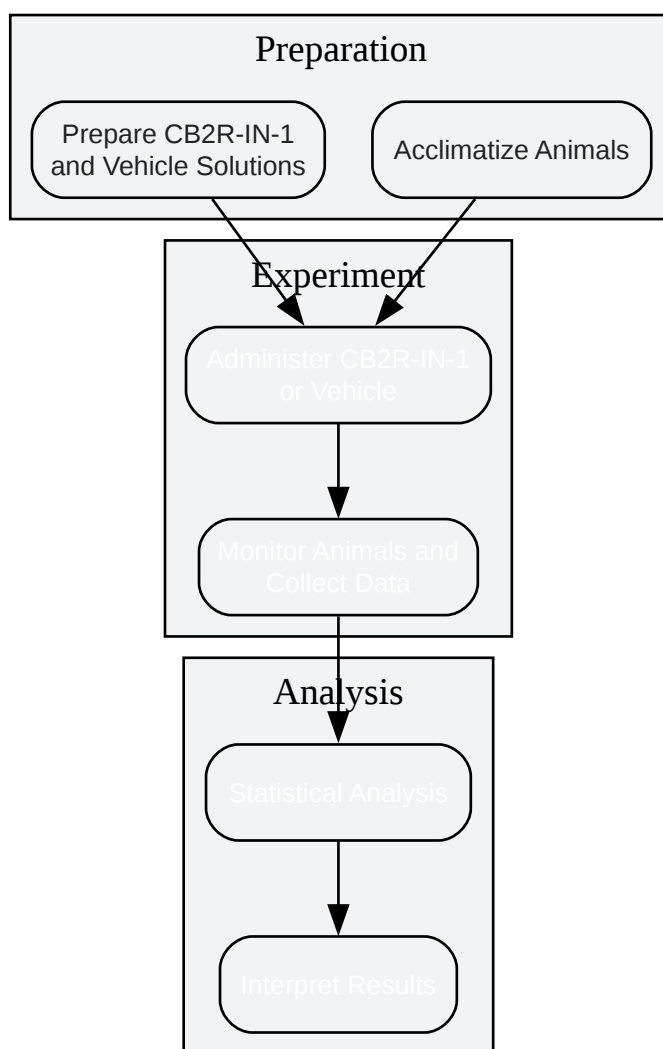 Preparation
Prepare CB2R-IN-1
and Vehicle Solutions
Acclimatize Animals
Experiment
Administer CB2R-IN-1
or Vehicle
Monitor Animals and
Collect Data
Analysis
Statistical Analysis
Interpret Results